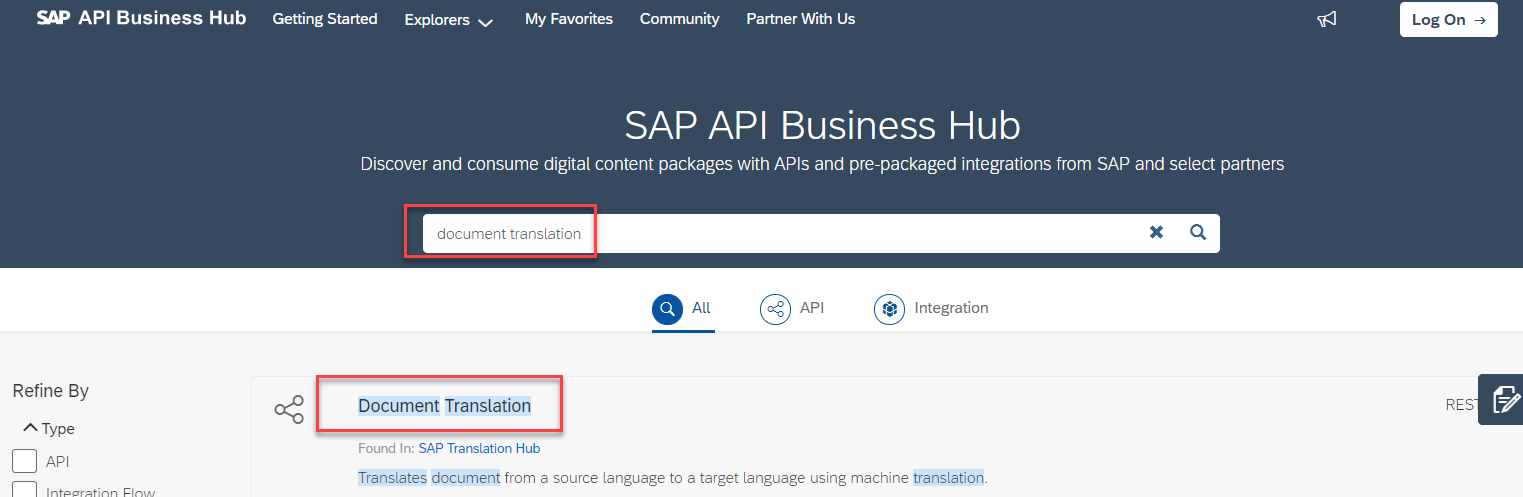 SAP API Business Hub Getting Started Explorers My Favorites Community Partner With Us Log On →
SAP API Business Hub
Discover and consume digital content packages with APIs and pre-packaged integrations from SAP and select partners
document translation
All API Integration
Refine By
Type
API
Integration Flow
Document Translation
REST
Found In: SAP Translation Hub
Translates document from a source language to a target language using machine translation.